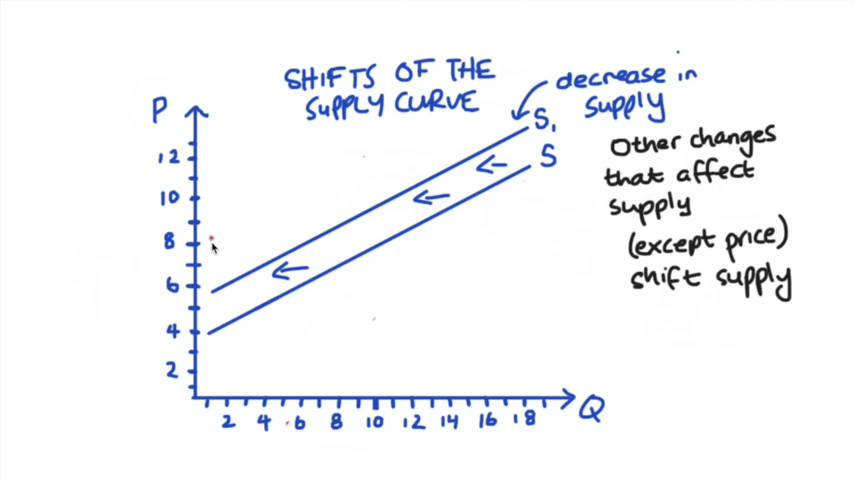 SHIFTS OF THE
SUPPLY CURVE
decrease in
supply
P
S₁
S
Other changes
that affect
supply
(except price)
shift supply
12
10
8
6
4
2
2 4 6 8 10 12 14 16 18
Q